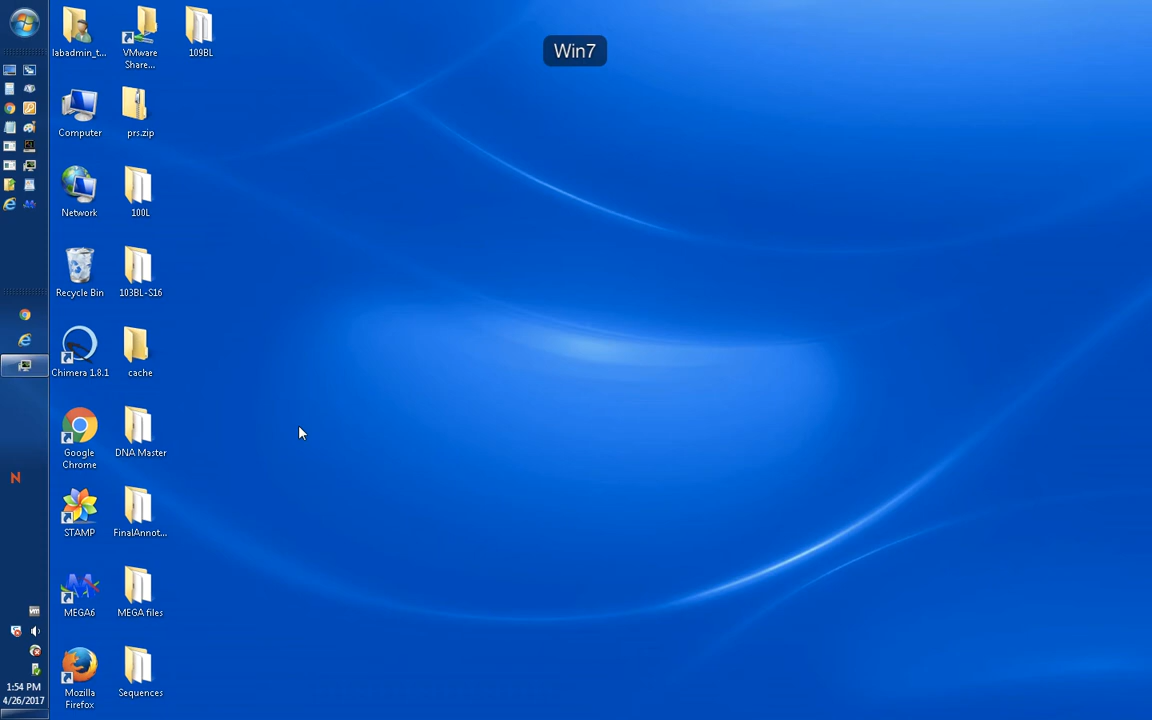 Win7
labadmin_t...
VMware
Share...
109BL
Computer
prs.zip
Network
100L
Recycle Bin
103BL-S16
Chimera 1.8.1
cache
Google
Chrome
DNA Master
STAMP
FinalAnnot...
MEGA6
MEGA files
Mozilla
Firefox
Sequences
N
1:54 PM
4/26/2017